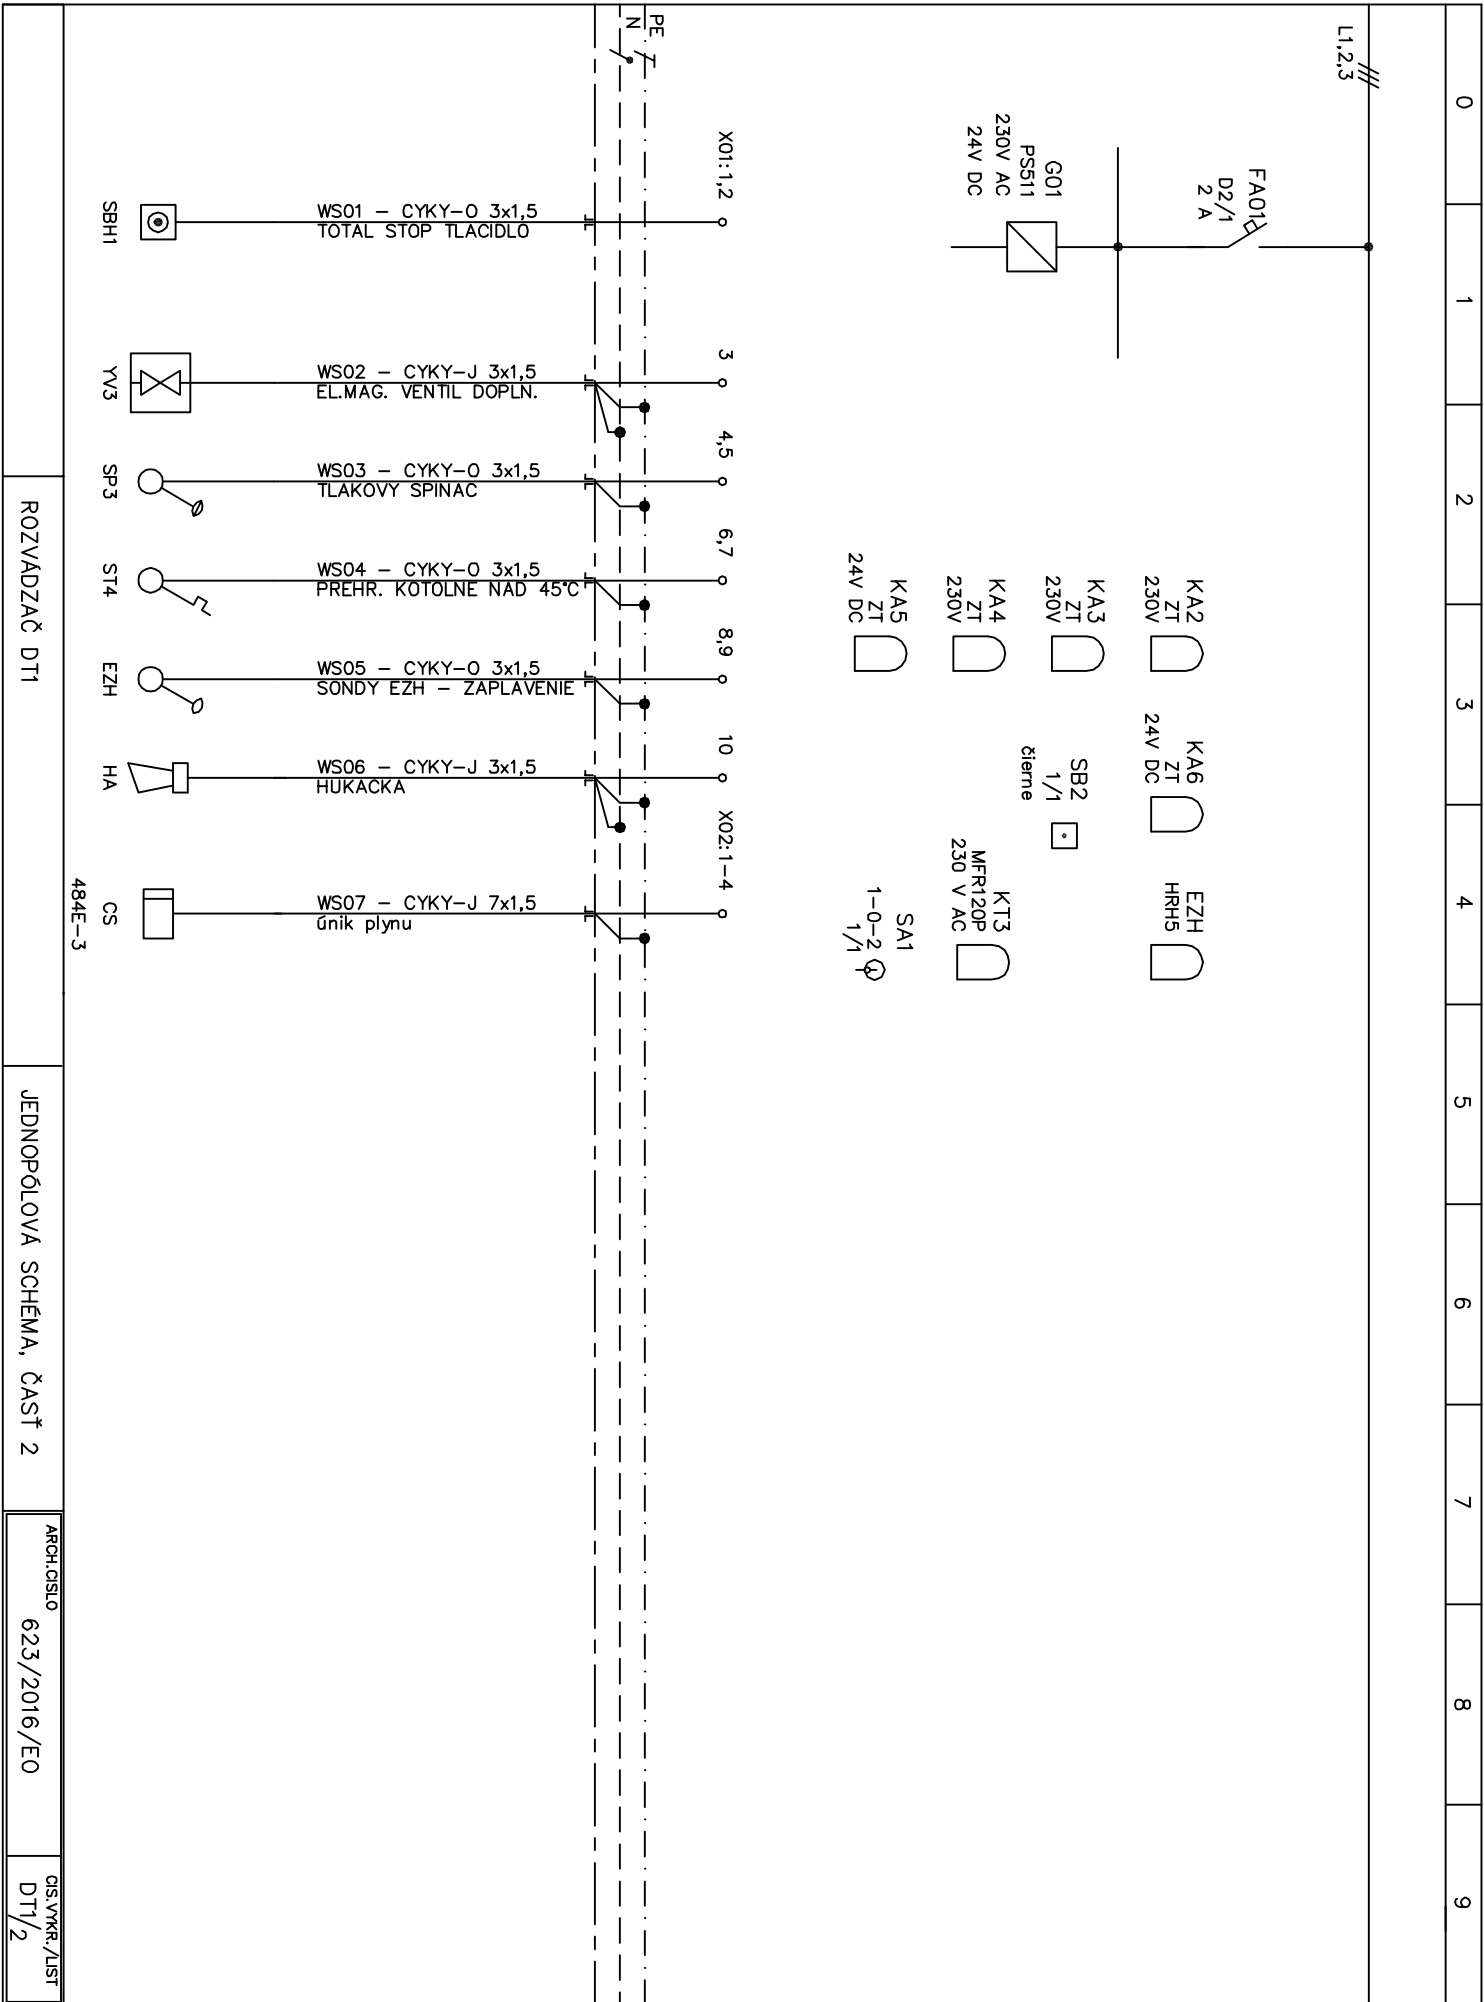 0
1
2
3
4
5
6
7
8
9
L1,2,3
FA01
D2/1
2 A
G01
PS511
230V AC
24V DC
KA2
ZT
230V
KA3
ZT
230V
KA4
ZT
230V
KA5
ZT
24V DC
KA6
ZT
24V DC
SB2
1/1
čierne
EZH
HRH5
KT3
MFR120P
230 V AC
SA1
1-0-2
1/1
PE
N
X01:1,2
3
4,5
6,7
8,9
10
X02:1-4
WS01 - CYKY-O 3x1,5
TOTAL STOP TLACIDLO
WS02 - CYKY-J 3x1,5
EL.MAG. VENTIL DOPLN.
WS03 - CYKY-O 3x1,5
TLAKOVY SPINAC
WS04 - CYKY-O 3x1,5
PREHR. KOTOLNE NAD 45°C
WS05 - CYKY-O 3x1,5
SONDY EZH - ZAPLAVENIE
WS06 - CYKY-J 3x1,5
HUKACKA
WS07 - CYKY-J 7x1,5
únik plynu
SBH1
YV3
SP3
ST4
EZH
HA
CS
484E-3
ROZVÁDZAČ DT1
JEDNOPÓLOVÁ SCHÉMA, ČASŤ 2
ARCH.CISLO
623/2016/EO
CIS.VYKR./LIST
DT1/2